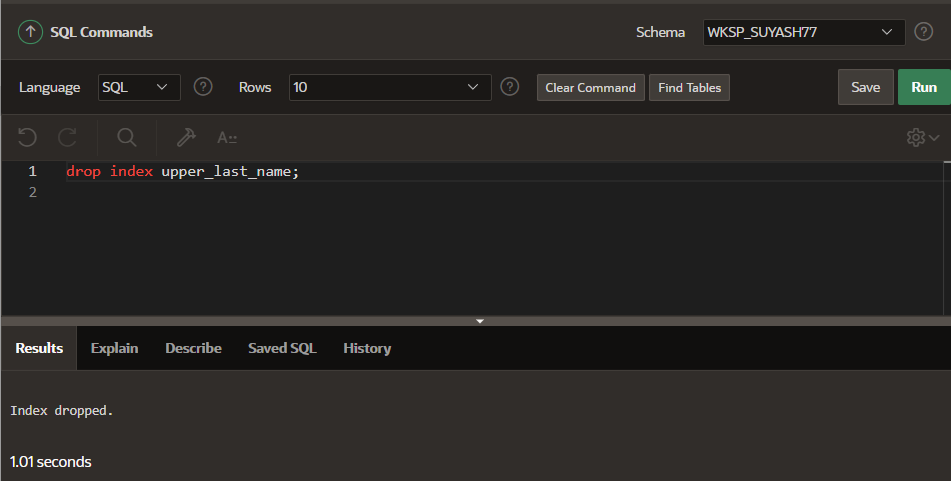 SQL Commands
Schema WKSP_SUYASH77 ?
Language SQL ? Rows 10 ? Clear Command Find Tables Save Run
A::
1 drop index upper_last_name;
2
Results Explain Describe Saved SQL History
Index dropped.
1.01 seconds